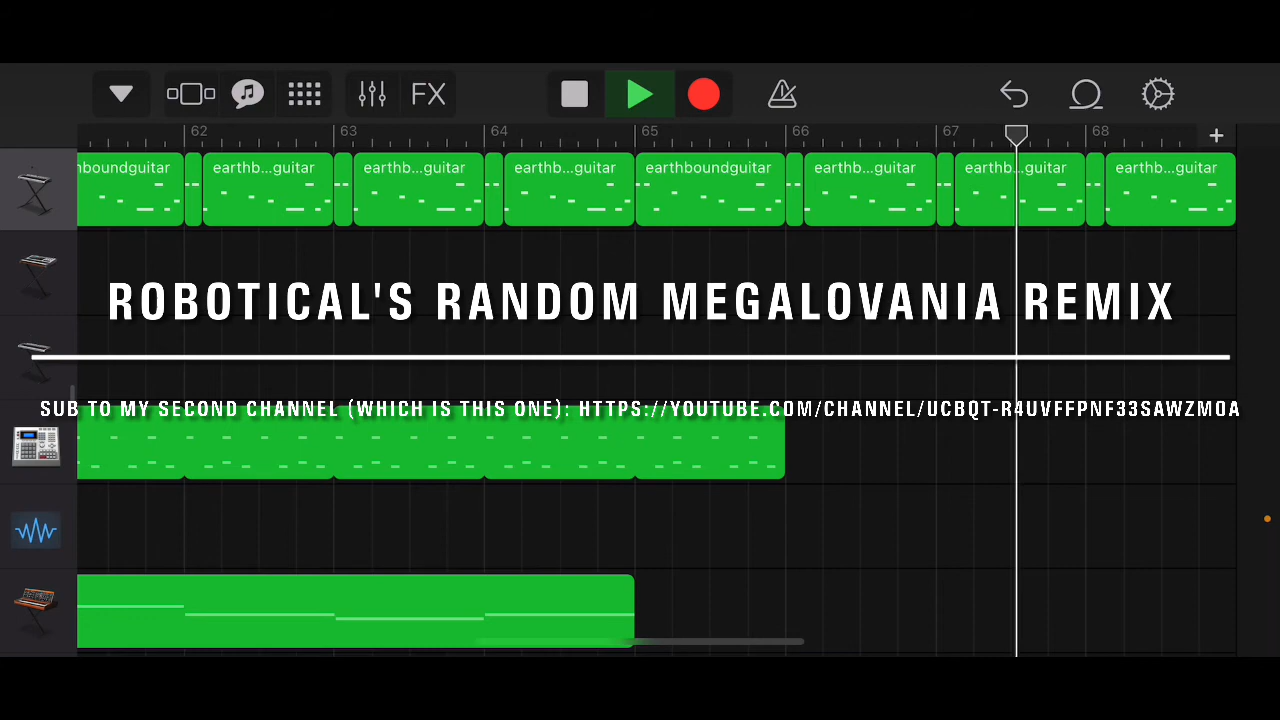 FX
62 63 64 65 66 67 68
hboundguitar earthb...guitar earthb...guitar earthb...guitar earthboundguitar earthb...guitar earthb...guitar earthb...guitar
ROBOTICAL'S RANDOM MEGALOVANIA REMIX
SUB TO MY SECOND CHANNEL (WHICH IS THIS ONE): HTTPS://YOUTUBE.COM/CHANNEL/UCBQT-R4UVFFPNF33SAWZMOA